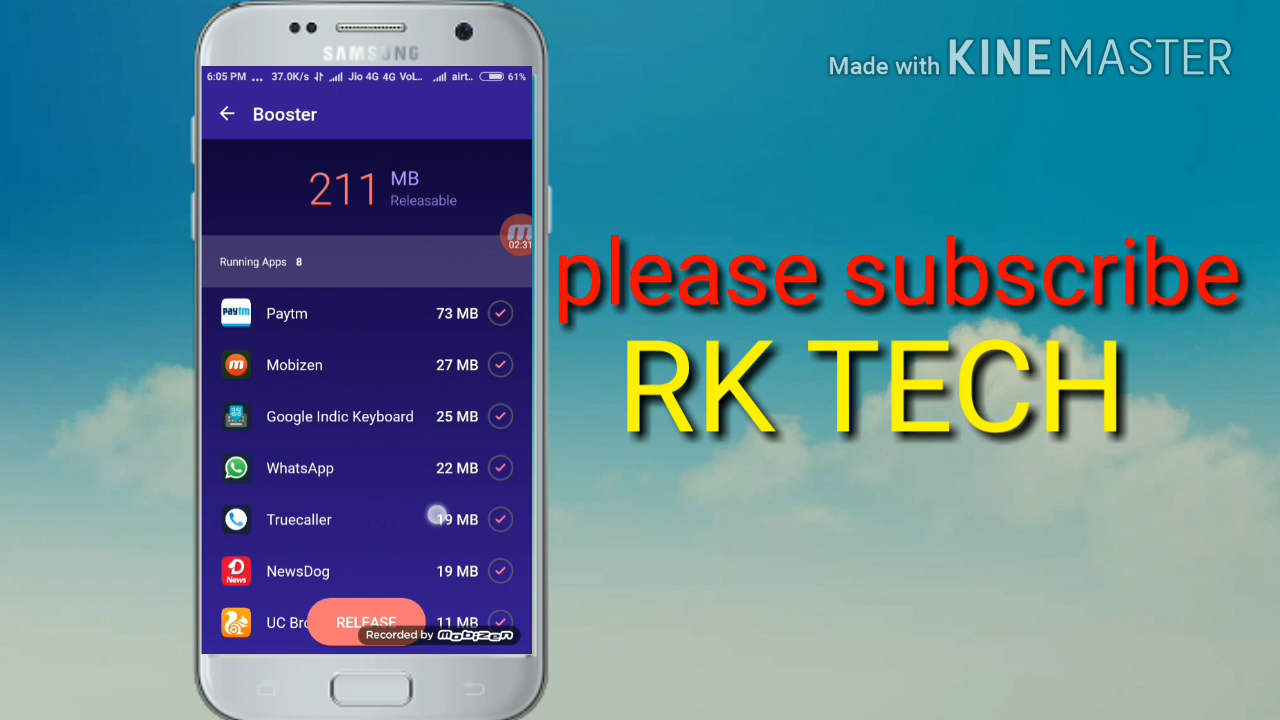 Made with KINEMASTER
SAMSUNG
6:05 PM ... 37.0K/s Jio 4G 4G VoL... airt.. 61%
Booster
211 MB
Releasable
02:31
Running Apps 8
Paytm 73 MB
Mobizen 27 MB
Google Indic Keyboard 25 MB
WhatsApp 22 MB
Truecaller 19 MB
NewsDog 19 MB
News
UC Bro 11 MB
RELEASE
Recorded by mobizen
please subscribe
RK TECH